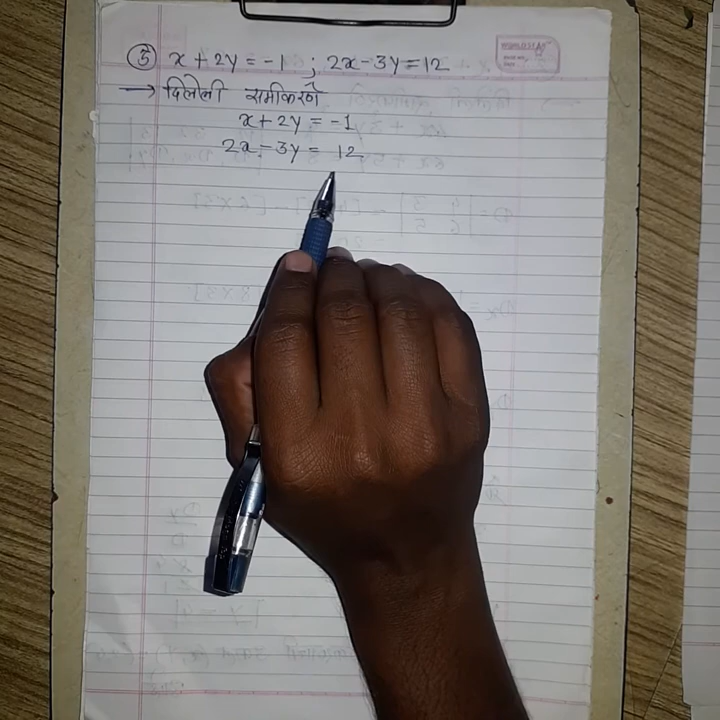 ⑤ x + 2y = -1 ; 2x - 3y = 12
→ दिलेली समीकरणे
x + 2y = -1
2x - 3y = 12